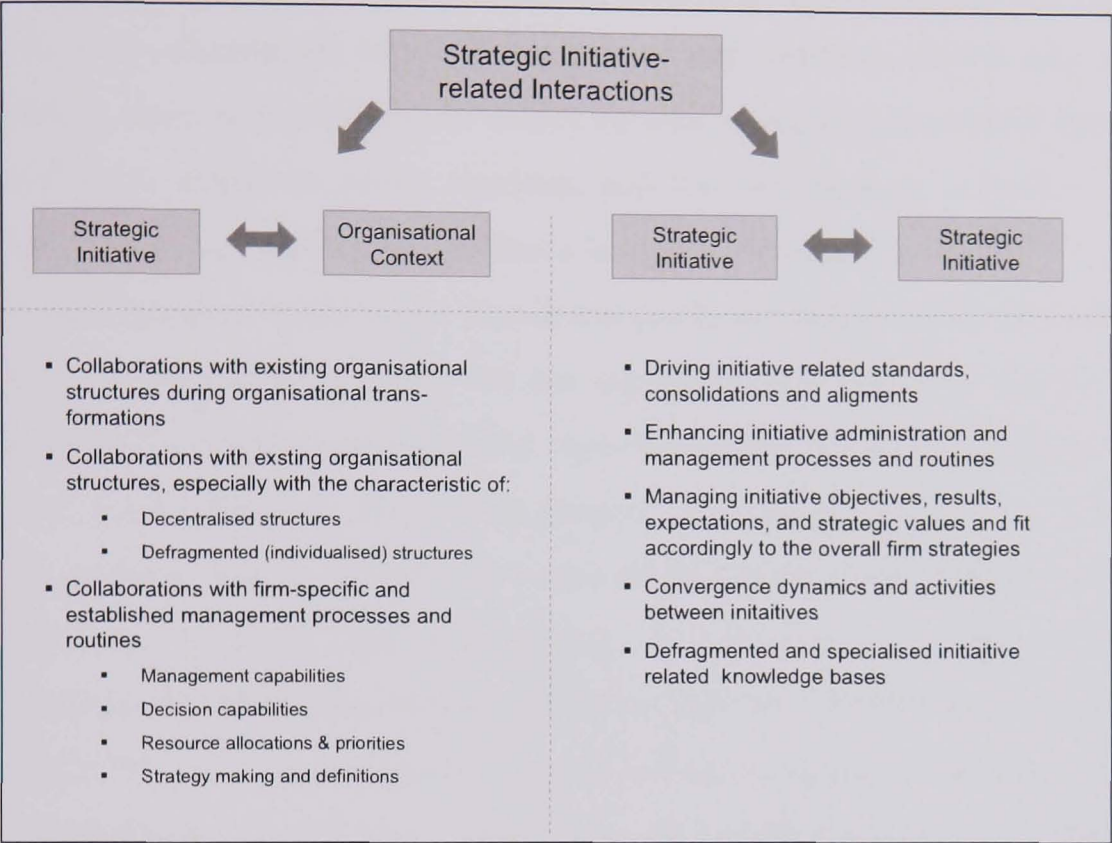 Strategic Initiative-
related Interactions
Strategic
Initiative
Organisational
Context
Strategic
Initiative
Strategic
Initiative
▪ Collaborations with existing organisational
structures during organisational trans-
formations
▪ Collaborations with exsting organisational
structures, especially with the characteristic of:
▪ Decentralised structures
▪ Defragmented (individualised) structures
▪ Collaborations with firm-specific and
established management processes and
routines
▪ Management capabilities
▪ Decision capabilities
▪ Resource allocations & priorities
▪ Strategy making and definitions
▪ Driving initiative related standards,
consolidations and aligments
▪ Enhancing initiative administration and
management processes and routines
▪ Managing initiative objectives, results,
expectations, and strategic values and fit
accordingly to the overall firm strategies
▪ Convergence dynamics and activities
between initaitives
▪ Defragmented and specialised initiaitive
related knowledge bases